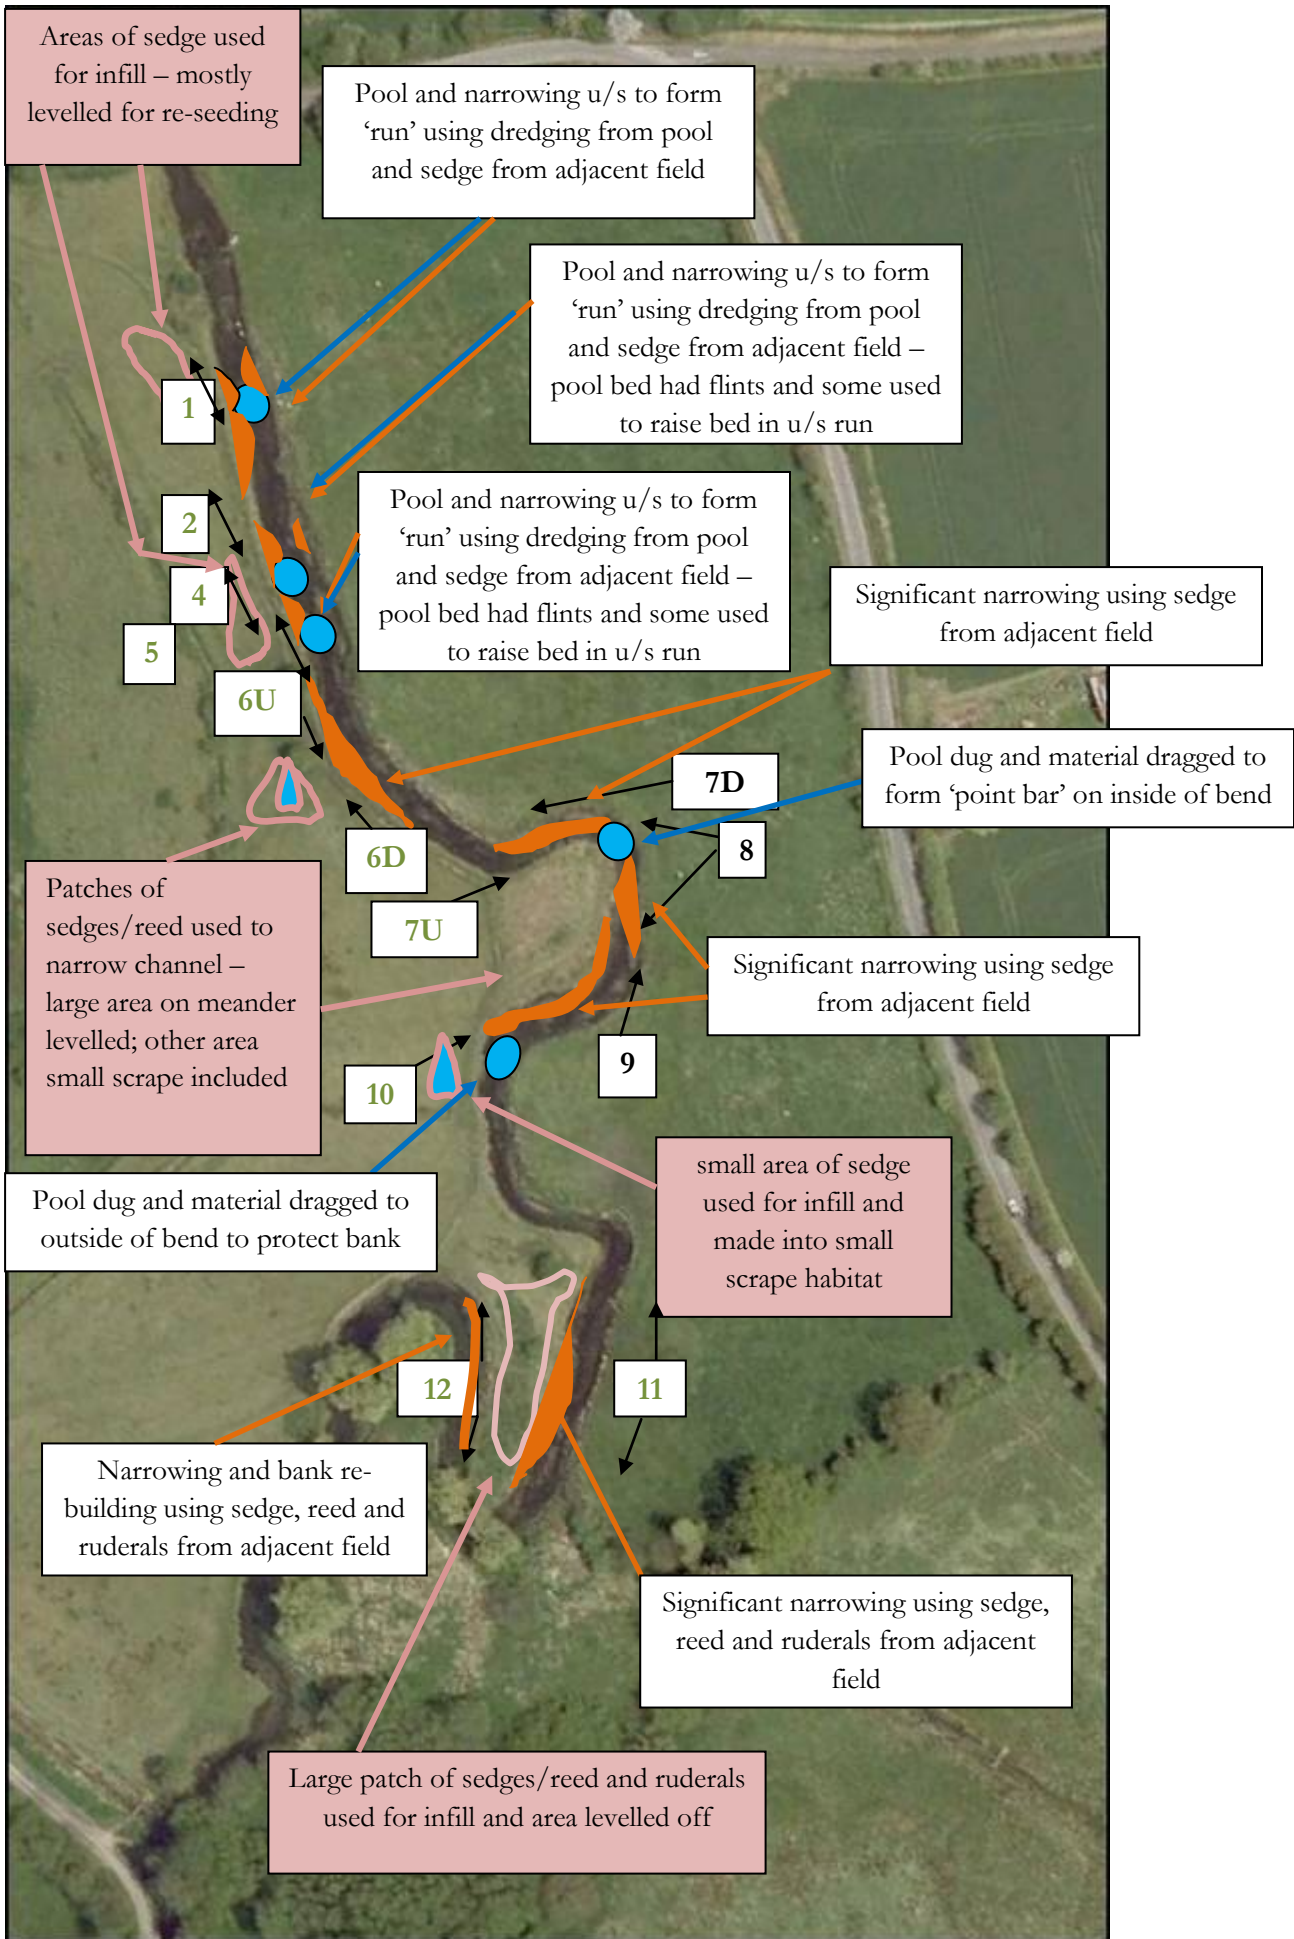 Areas of sedge used
for infill – mostly
levelled for re-seeding
Pool and narrowing u/s to form
‘run’ using dredging from pool
and sedge from adjacent field
Pool and narrowing u/s to form
‘run’ using dredging from pool
and sedge from adjacent field –
pool bed had flints and some used
to raise bed in u/s run
1
2
Pool and narrowing u/s to form
‘run’ using dredging from pool
and sedge from adjacent field –
pool bed had flints and some used
to raise bed in u/s run
4
5
Significant narrowing using sedge
from adjacent field
6U
Pool dug and material dragged to
form ‘point bar’ on inside of bend
7D
8
6D
7U
Patches of
sedges/reed used to
narrow channel –
large area on meander
levelled; other area
small scrape included
Significant narrowing using sedge
from adjacent field
9
10
small area of sedge
used for infill and
made into small
scrape habitat
Pool dug and material dragged to
outside of bend to protect bank
12
11
Narrowing and bank re-
building using sedge, reed and
ruderals from adjacent field
Significant narrowing using sedge,
reed and ruderals from adjacent
field
Large patch of sedges/reed and ruderals
used for infill and area levelled off